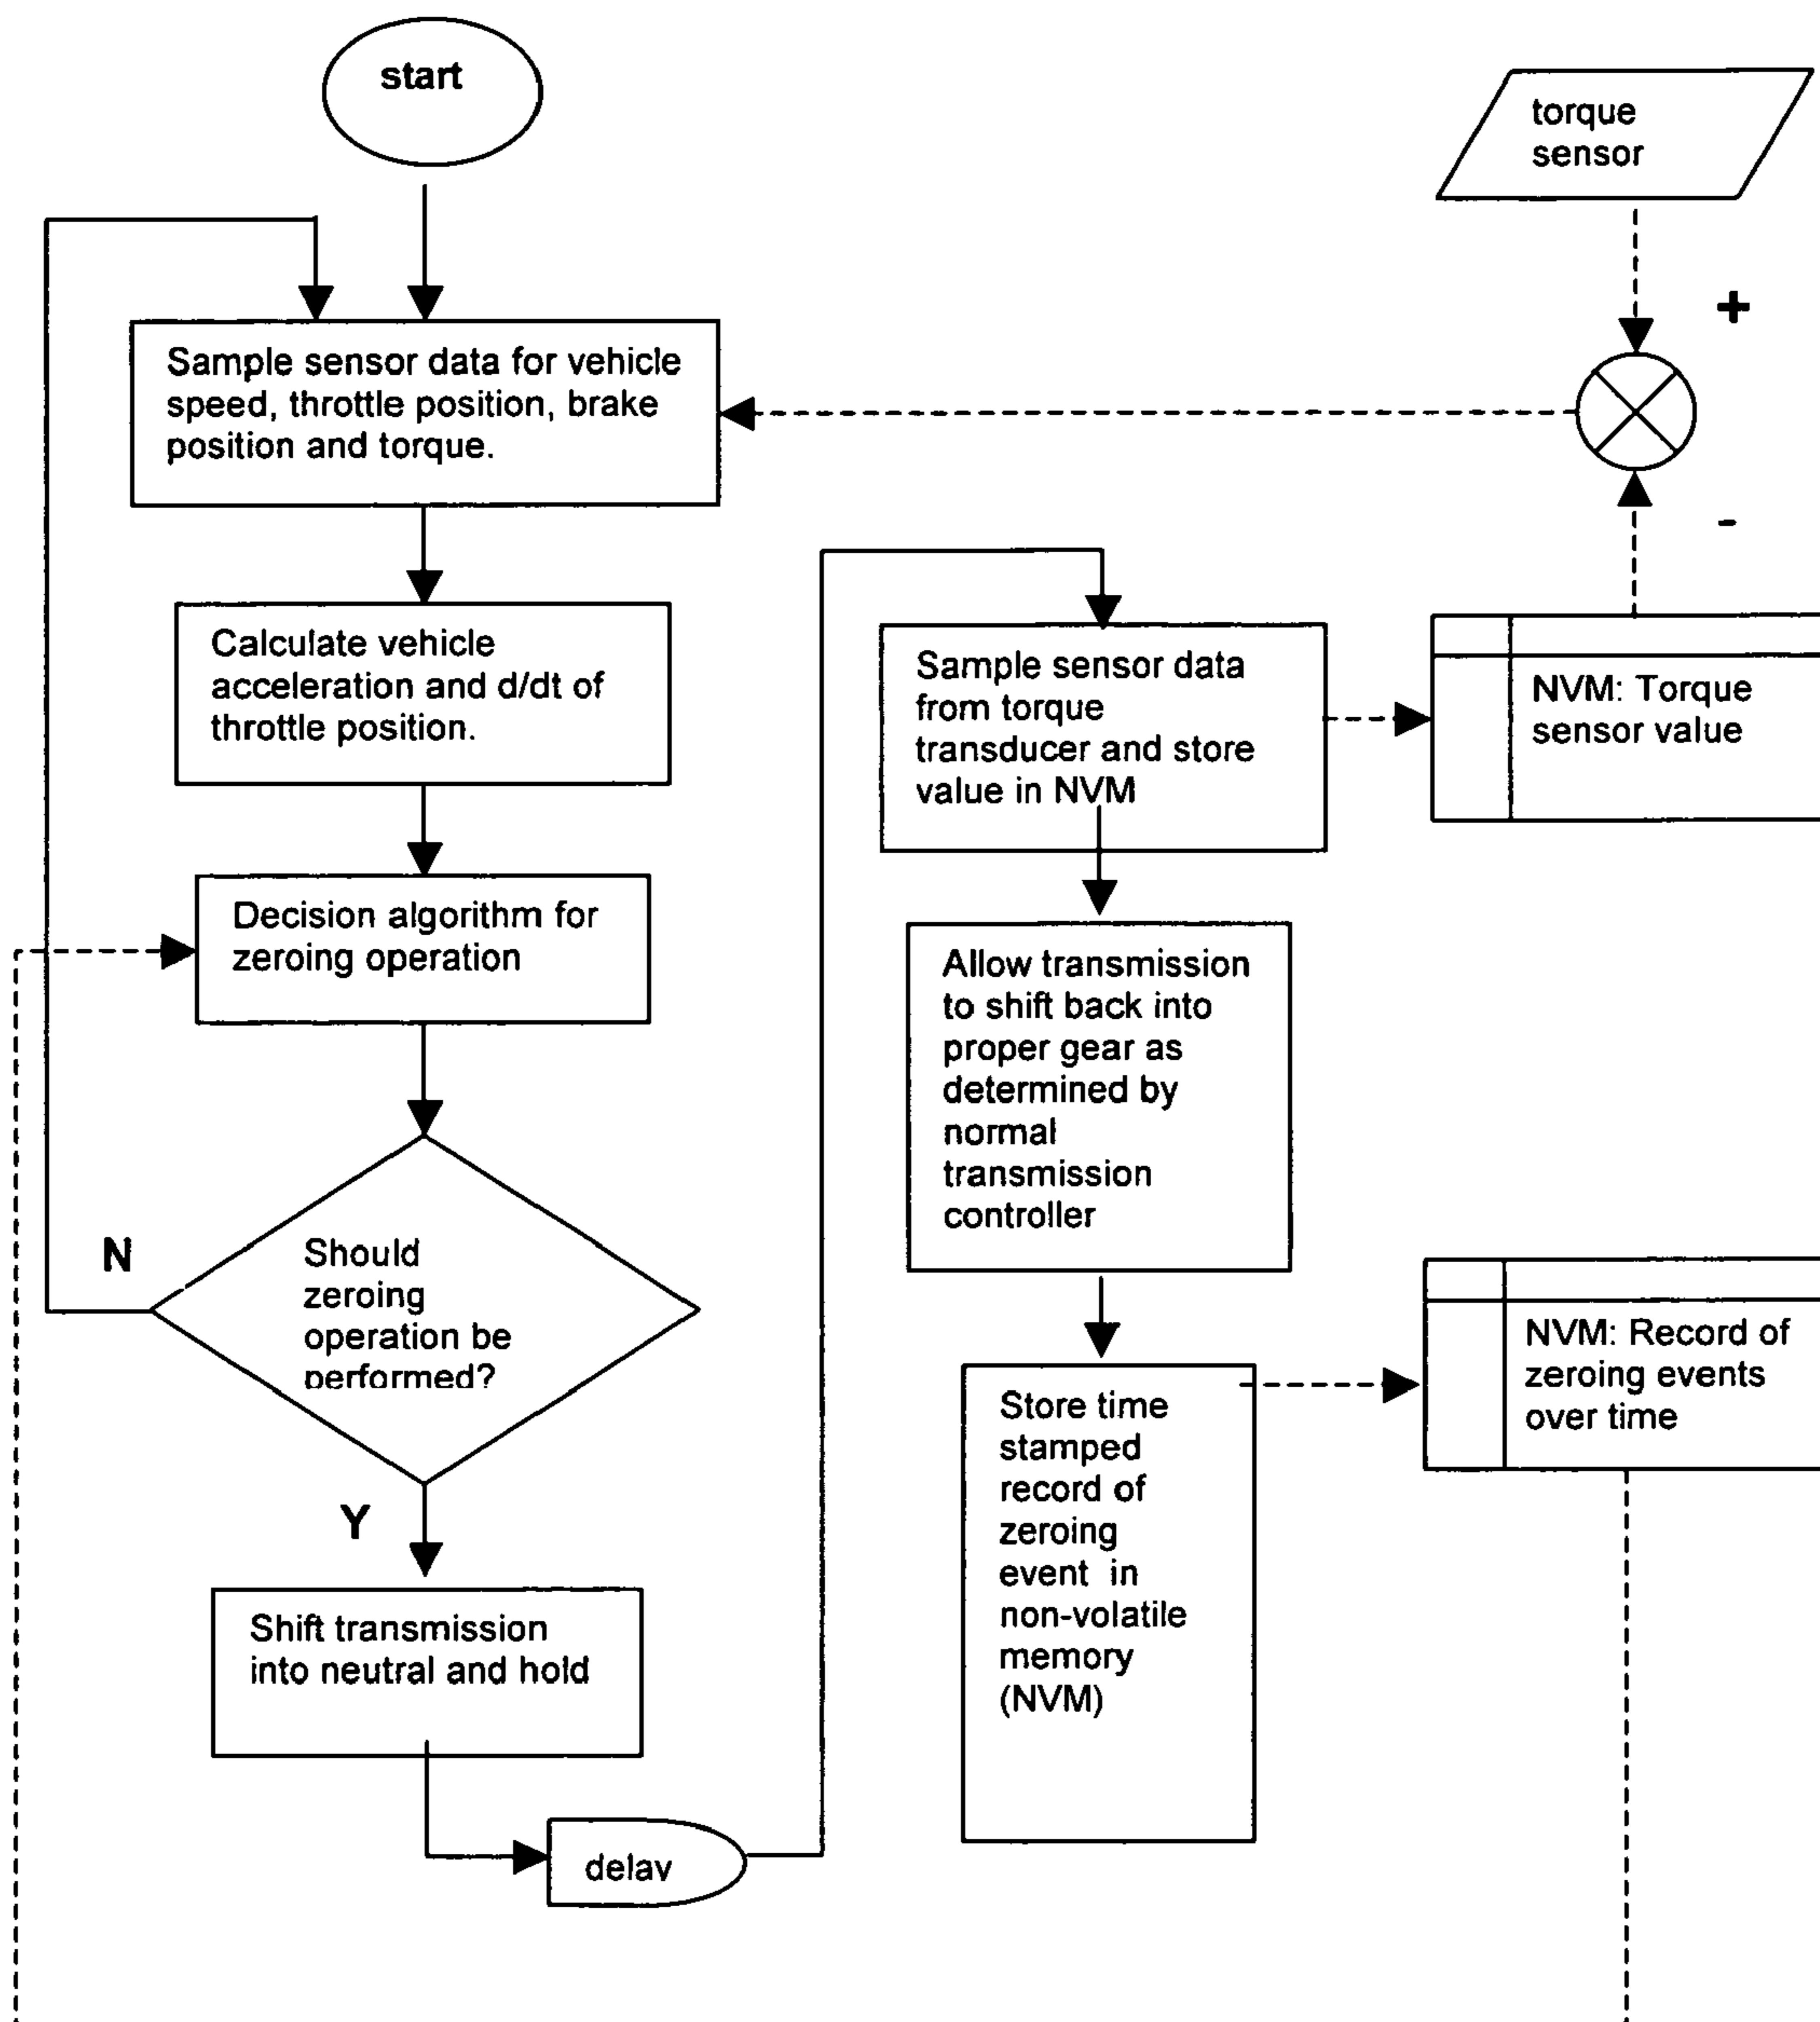 start
Sample sensor data for vehicle
speed, throttle position, brake
position and torque.
Calculate vehicle
acceleration and d/dt of
throttle position.
Decision algorithm for
zeroing operation
N
Should
zeroing
operation be
performed?
Y
Shift transmission
into neutral and hold
delay
Sample sensor data
from torque
transducer and store
value in NVM
Allow transmission
to shift back into
proper gear as
determined by
normal
transmission
controller
Store time
stamped
record of
zeroing
event in
non-volatile
memory
(NVM)
torque
sensor
+
-
NVM: Torque
sensor value
NVM: Record of
zeroing events
over time